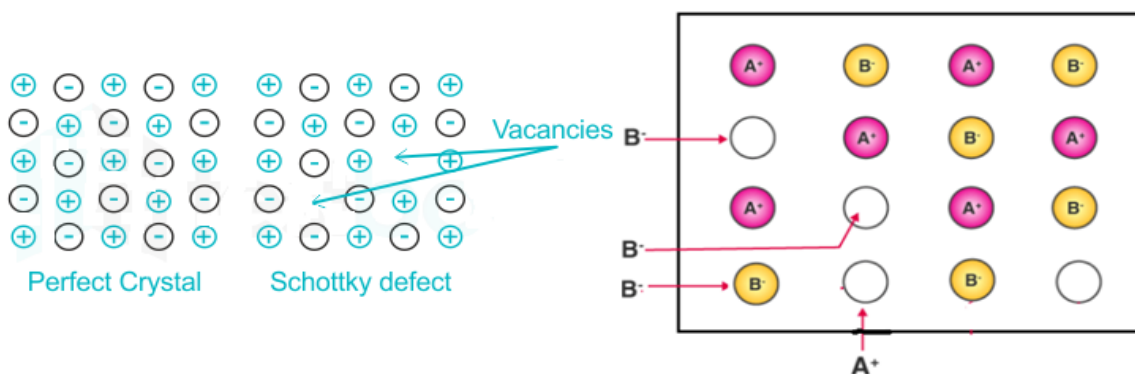 + - + - + + - + - +
- + - + - - + - + -
+ - + - + + - + +
- + - + - - - + -
+ - + - + + - + - +
Perfect Crystal
Schottky defect
Vacancies
A⁺ B⁻ A⁺ B⁻
B⁻ A⁺ B⁻ A⁺
A⁺ A⁺ B⁻
B⁻
B⁻ B⁻ B⁻
A⁺